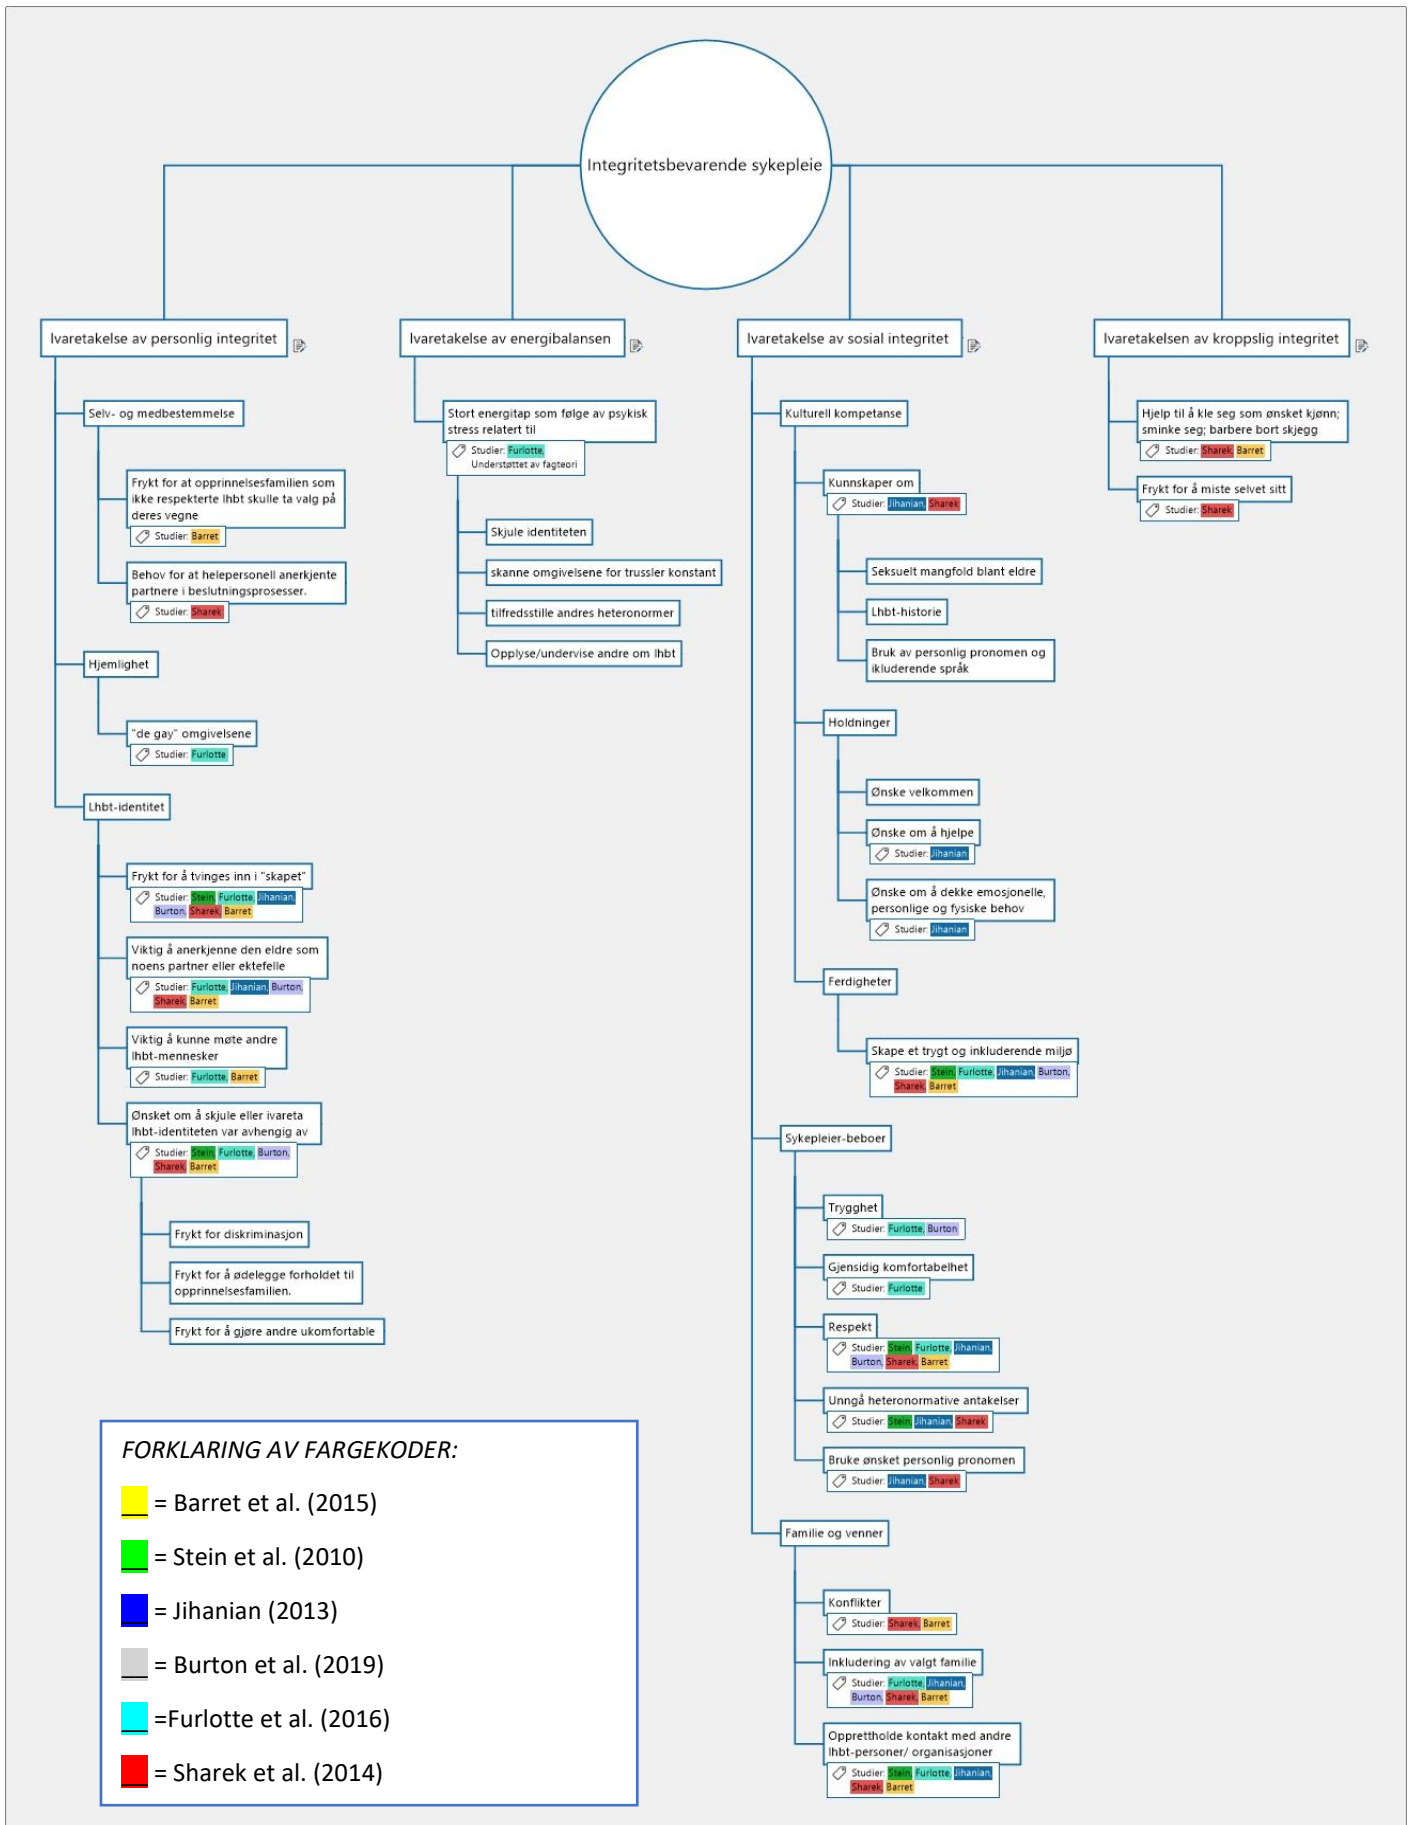 Integritetsbevarende sykepleie
Ivaretakelse av personlig integritet
Selv- og medbestemmelse
Frykt for at opprinnelsesfamilien som
ikke respekterte lhbt skulle ta valg på
deres vegne
Studier: Barret
Behov for at helepersonell anerkjente
partnere i beslutningsprosesser.
Studier: Sharek
Hjemlighet
"de gay" omgivelsene
Studier: Furlotte
Lhbt-identitet
Frykt for å tvinges inn i "skapet"
Studier: Stein, Furlotte, Jihanian,
Burton, Sharek, Barret
Viktig å anerkjenne den eldre som
noens partner eller ektefelle
Studier: Furlotte, Jihanian, Burton,
Sharek, Barret
Viktig å kunne møte andre
lhbt-mennesker
Studier: Furlotte, Barret
Ønsket om å skjule eller ivareta
lhbt-identiteten var avhengig av
Studier: Stein, Furlotte, Burton,
Sharek, Barret
Frykt for diskriminasjon
Frykt for å ødelegge forholdet til
opprinnelsesfamilien.
Frykt for å gjøre andre ukomfortable
Ivaretakelse av energibalansen
Stort energitap som følge av psykisk
stress relatert til
Studier: Furlotte,
Understøttet av fagteori
Skjule identiteten
skanne omgivelsene for trussler konstant
tilfredsstille andres heteronormer
Opplyse/undervise andre om lhbt
Ivaretakelse av sosial integritet
Kulturell kompetanse
Kunnskaper om
Studier: Jihanian, Sharek
Seksuelt mangfold blant eldre
Lhbt-historie
Bruk av personlig pronomen og
ikluderende språk
Holdninger
Ønske velkommen
Ønske om å hjelpe
Studier: Jihanian
Ønske om å dekke emosjonelle,
personlige og fysiske behov
Studier: Jihanian
Ferdigheter
Skape et trygt og inkluderende miljø
Studier: Stein, Furlotte, Jihanian, Burton,
Sharek, Barret
Sykepleier-beboer
Trygghet
Studier: Furlotte, Burton
Gjensidig komfortabelhet
Studier: Furlotte
Respekt
Studier: Stein, Furlotte, Jihanian,
Burton, Sharek, Barret
Unngå heteronormative antakelser
Studier: Stein, Jihanian, Sharek
Bruke ønsket personlig pronomen
Studier: Jihanian, Sharek
Familie og venner
Konflikter
Studier: Sharek, Barret
Inkludering av valgt familie
Studier: Furlotte, Jihanian,
Burton, Sharek, Barret
Opprettholde kontakt med andre
lhbt-personer/ organisasjoner
Studier: Stein, Furlotte, Jihanian,
Sharek, Barret
Ivaretakelsen av kroppslig integritet
Hjelp til å kle seg som ønsket kjønn;
sminke seg; barbere bort skjegg
Studier: Sharek, Barret
Frykt for å miste selvet sitt
Studier: Sharek
FORKLARING AV FARGEKODER:
__ = Barret et al. (2015)
__ = Stein et al. (2010)
__ = Jihanian (2013)
__ = Burton et al. (2019)
__ =Furlotte et al. (2016)
__ = Sharek et al. (2014)